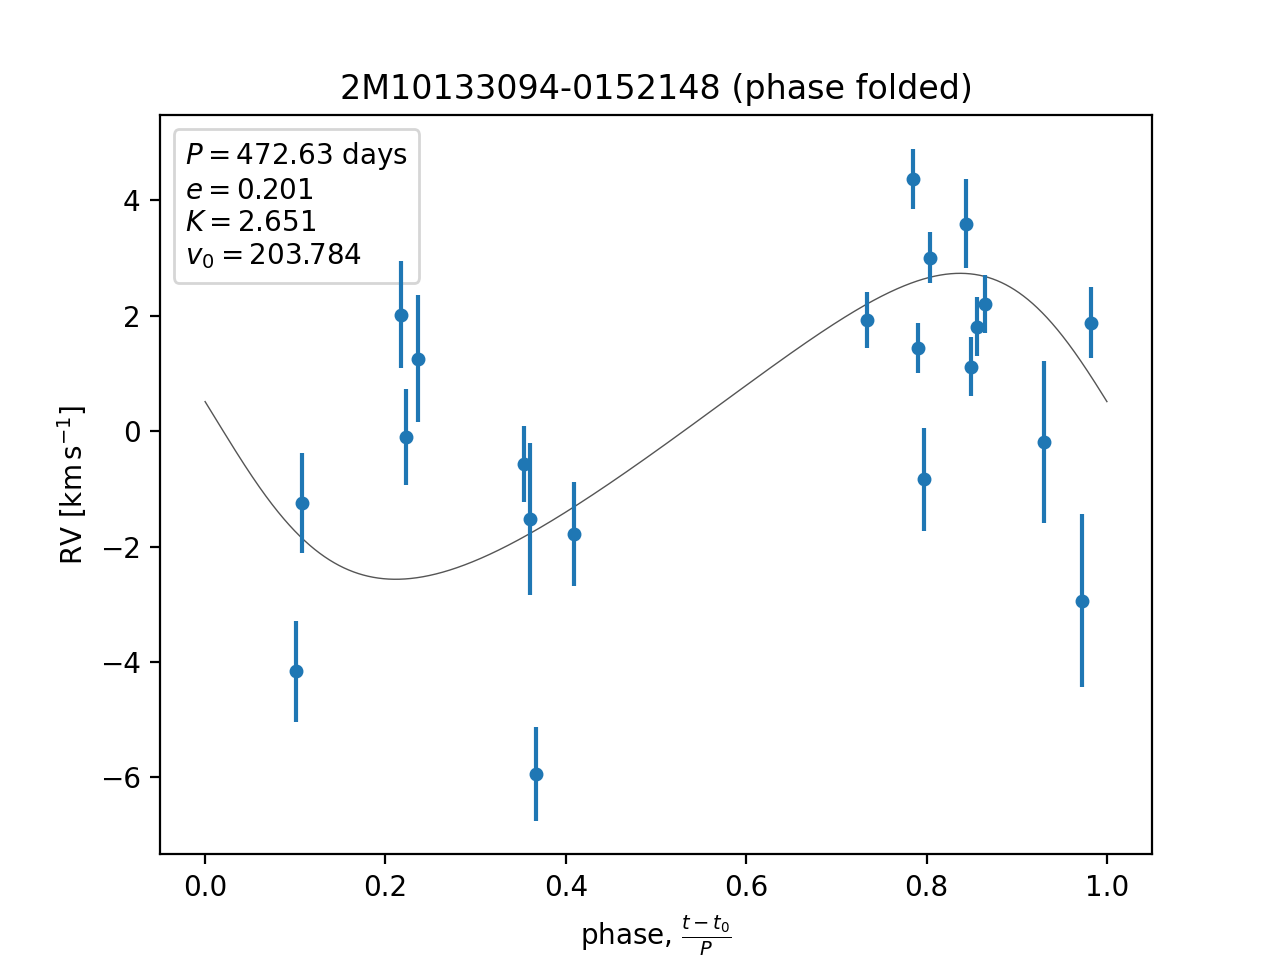 2M10133094-0152148 (phase folded)
P = 472.63 days
e = 0.201
K = 2.651
v₀ = 203.784
4
2
0
−2
−4
−6
RV [km s⁻¹]
0.0 0.2 0.4 0.6 0.8 1.0
phase, (t − t₀)/P